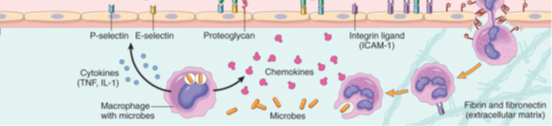 P-selectin E-selectin Proteoglycan Integrin ligand
(ICAM-1)
Cytokines
(TNF, IL-1)
Chemokines
Macrophage
with microbes
Microbes
Fibrin and fibronectin
(extracellular matrix)